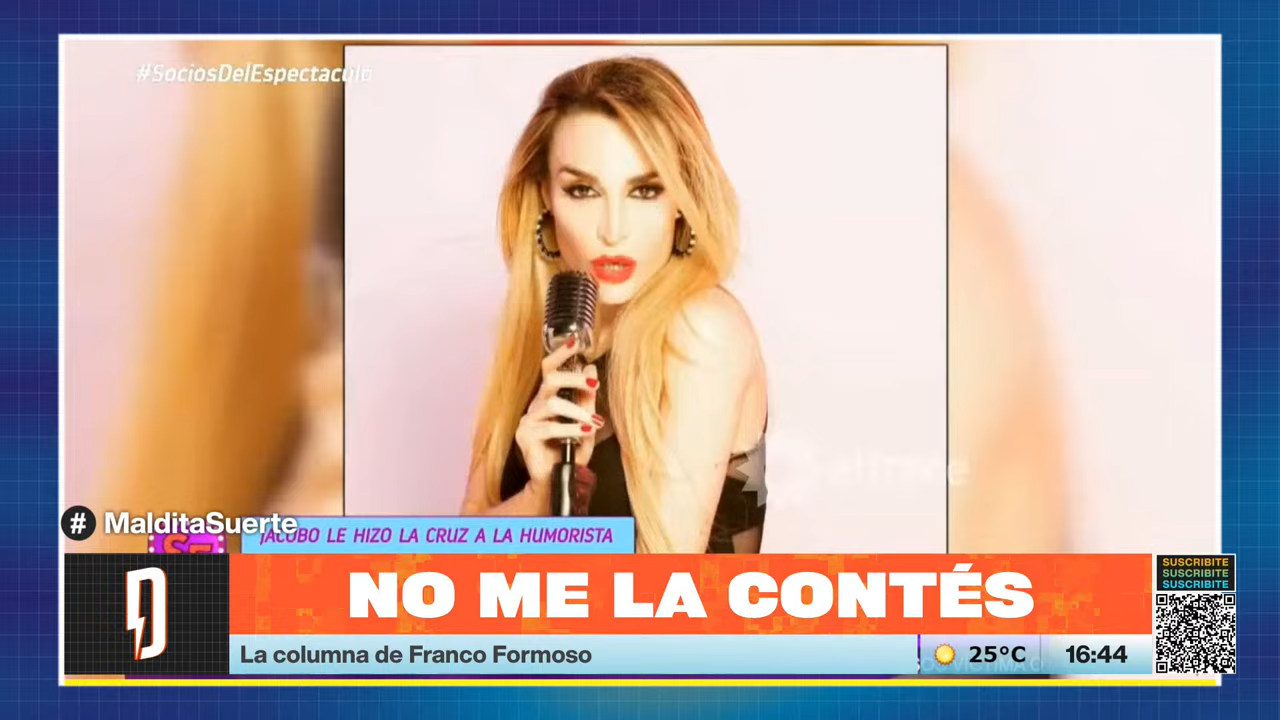 #SociosDelEspectaculo
# MalditaSuerte
JACOBO LE HIZO LA CRUZ A LA HUMORISTA
NO ME LA CONTÉS
La columna de Franco Formoso
25°C
16:44
SUSCRIBITE
SUSCRIBITE
SUSCRIBITE